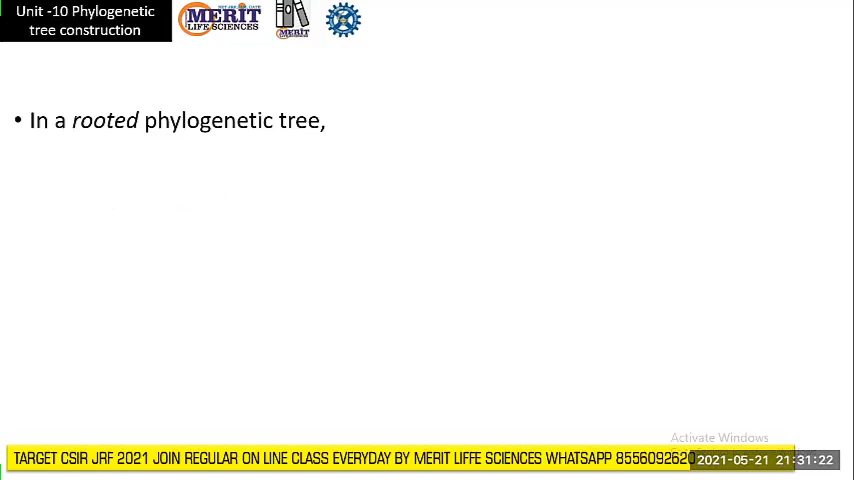 Unit -10 Phylogenetic
tree construction
MERIT
LIFE SCIENCES
MERIT
• In a rooted phylogenetic tree,
Activate Windows
TARGET CSIR JRF 2021 JOIN REGULAR ON LINE CLASS EVERYDAY BY MERIT LIFFE SCIENCES WHATSAPP 8556092620
2021-05-21 21:31:22